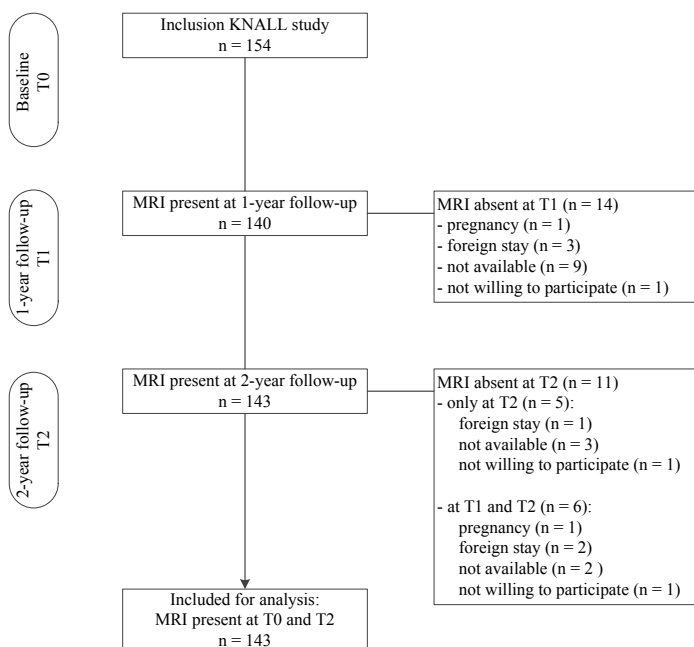 Baseline
T0
Inclusion KNALL study
n = 154
1-year follow-up
T1
MRI present at 1-year follow-up
n = 140
MRI absent at T1 (n = 14)
- pregnancy (n = 1)
- foreign stay (n = 3)
- not available (n = 9)
- not willing to participate (n = 1)
2-year follow-up
T2
MRI present at 2-year follow-up
n = 143
MRI absent at T2 (n = 11)
- only at T2 (n = 5):
foreign stay (n = 1)
not available (n = 3)
not willing to participate (n = 1)
- at T1 and T2 (n = 6):
pregnancy (n = 1)
foreign stay (n = 2)
not available (n = 2 )
not willing to participate (n = 1)
Included for analysis:
MRI present at T0 and T2
n = 143